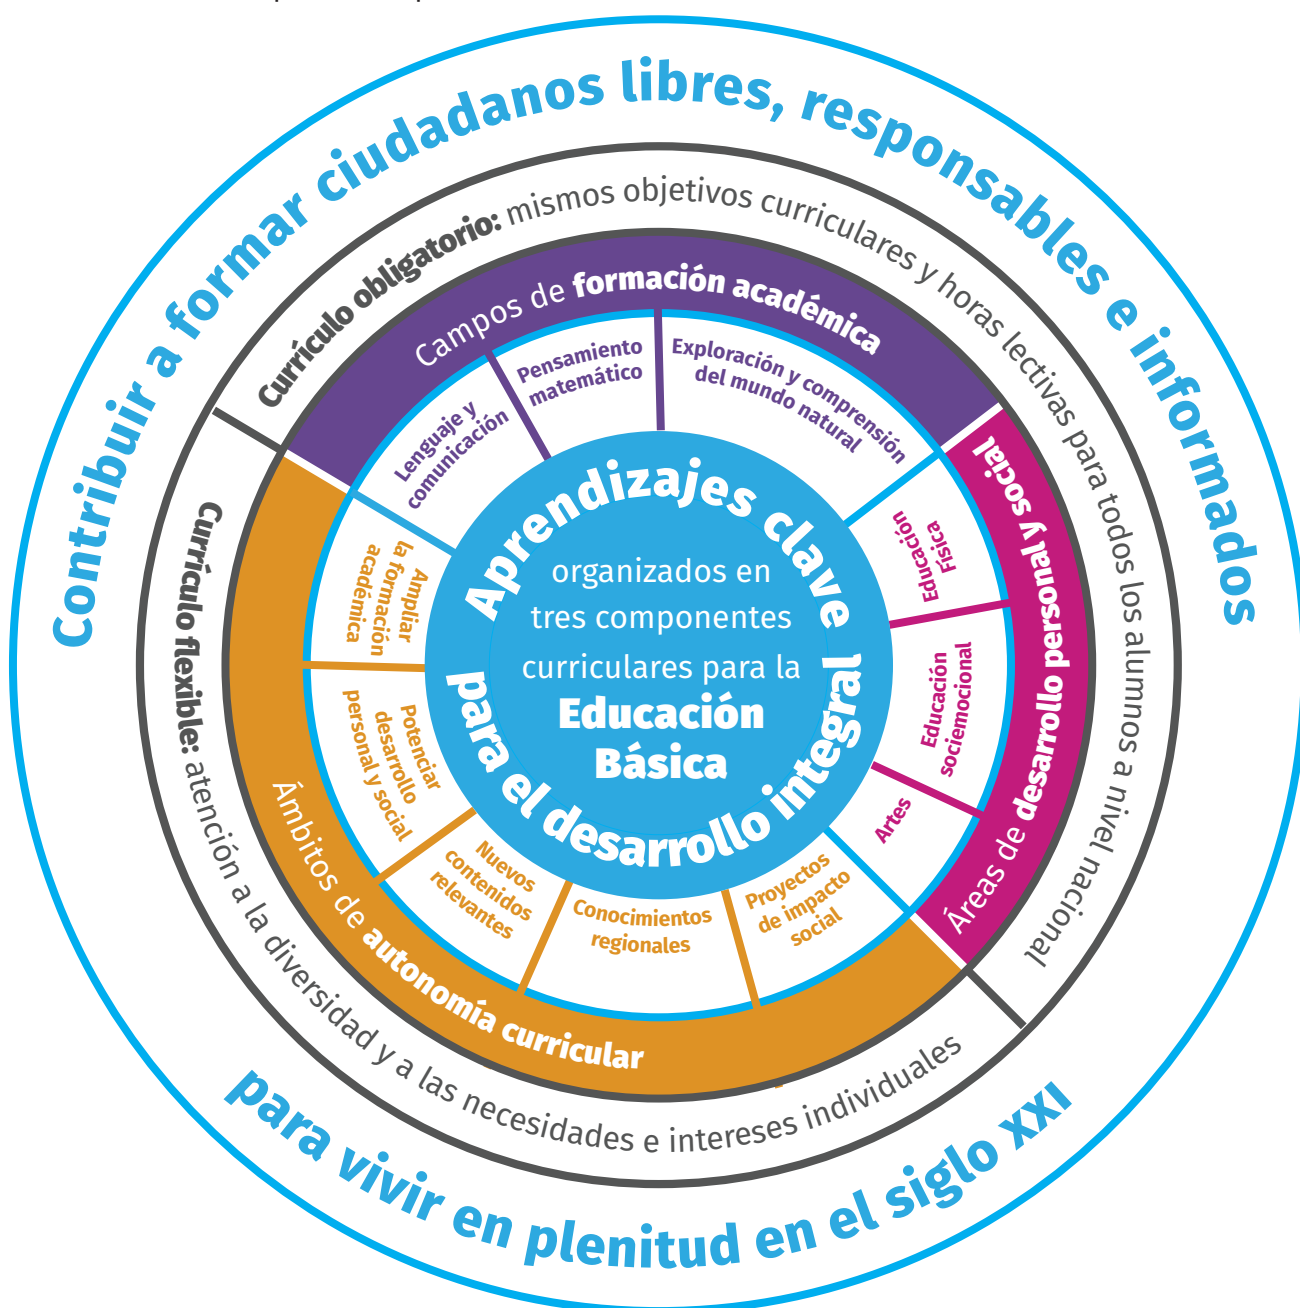 Contribuir a formar ciudadanos libres, responsables e informados
para vivir en plenitud en el siglo XXI
Currículo obligatorio: mismos objetivos curriculares y horas lectivas para todos los alumnos a nivel nacional
Currículo flexible: atención a la diversidad y a las necesidades e intereses individuales
Campos de formación académica
Lenguaje y
comunicación
Pensamiento
matemático
Exploración y comprensión
del mundo natural
Áreas de desarrollo personal y social
Educación
Física
Educación
sociemocional
Artes
Ámbitos de autonomía curricular
Ampliar
la formación
académica
Potenciar
desarrollo
personal y social
Nuevos
contenidos
relevantes
Conocimientos
regionales
Proyectos
de impacto
social
Aprendizajes clave
para el desarrollo integral
organizados en
tres componentes
curriculares para la
Educación
Básica